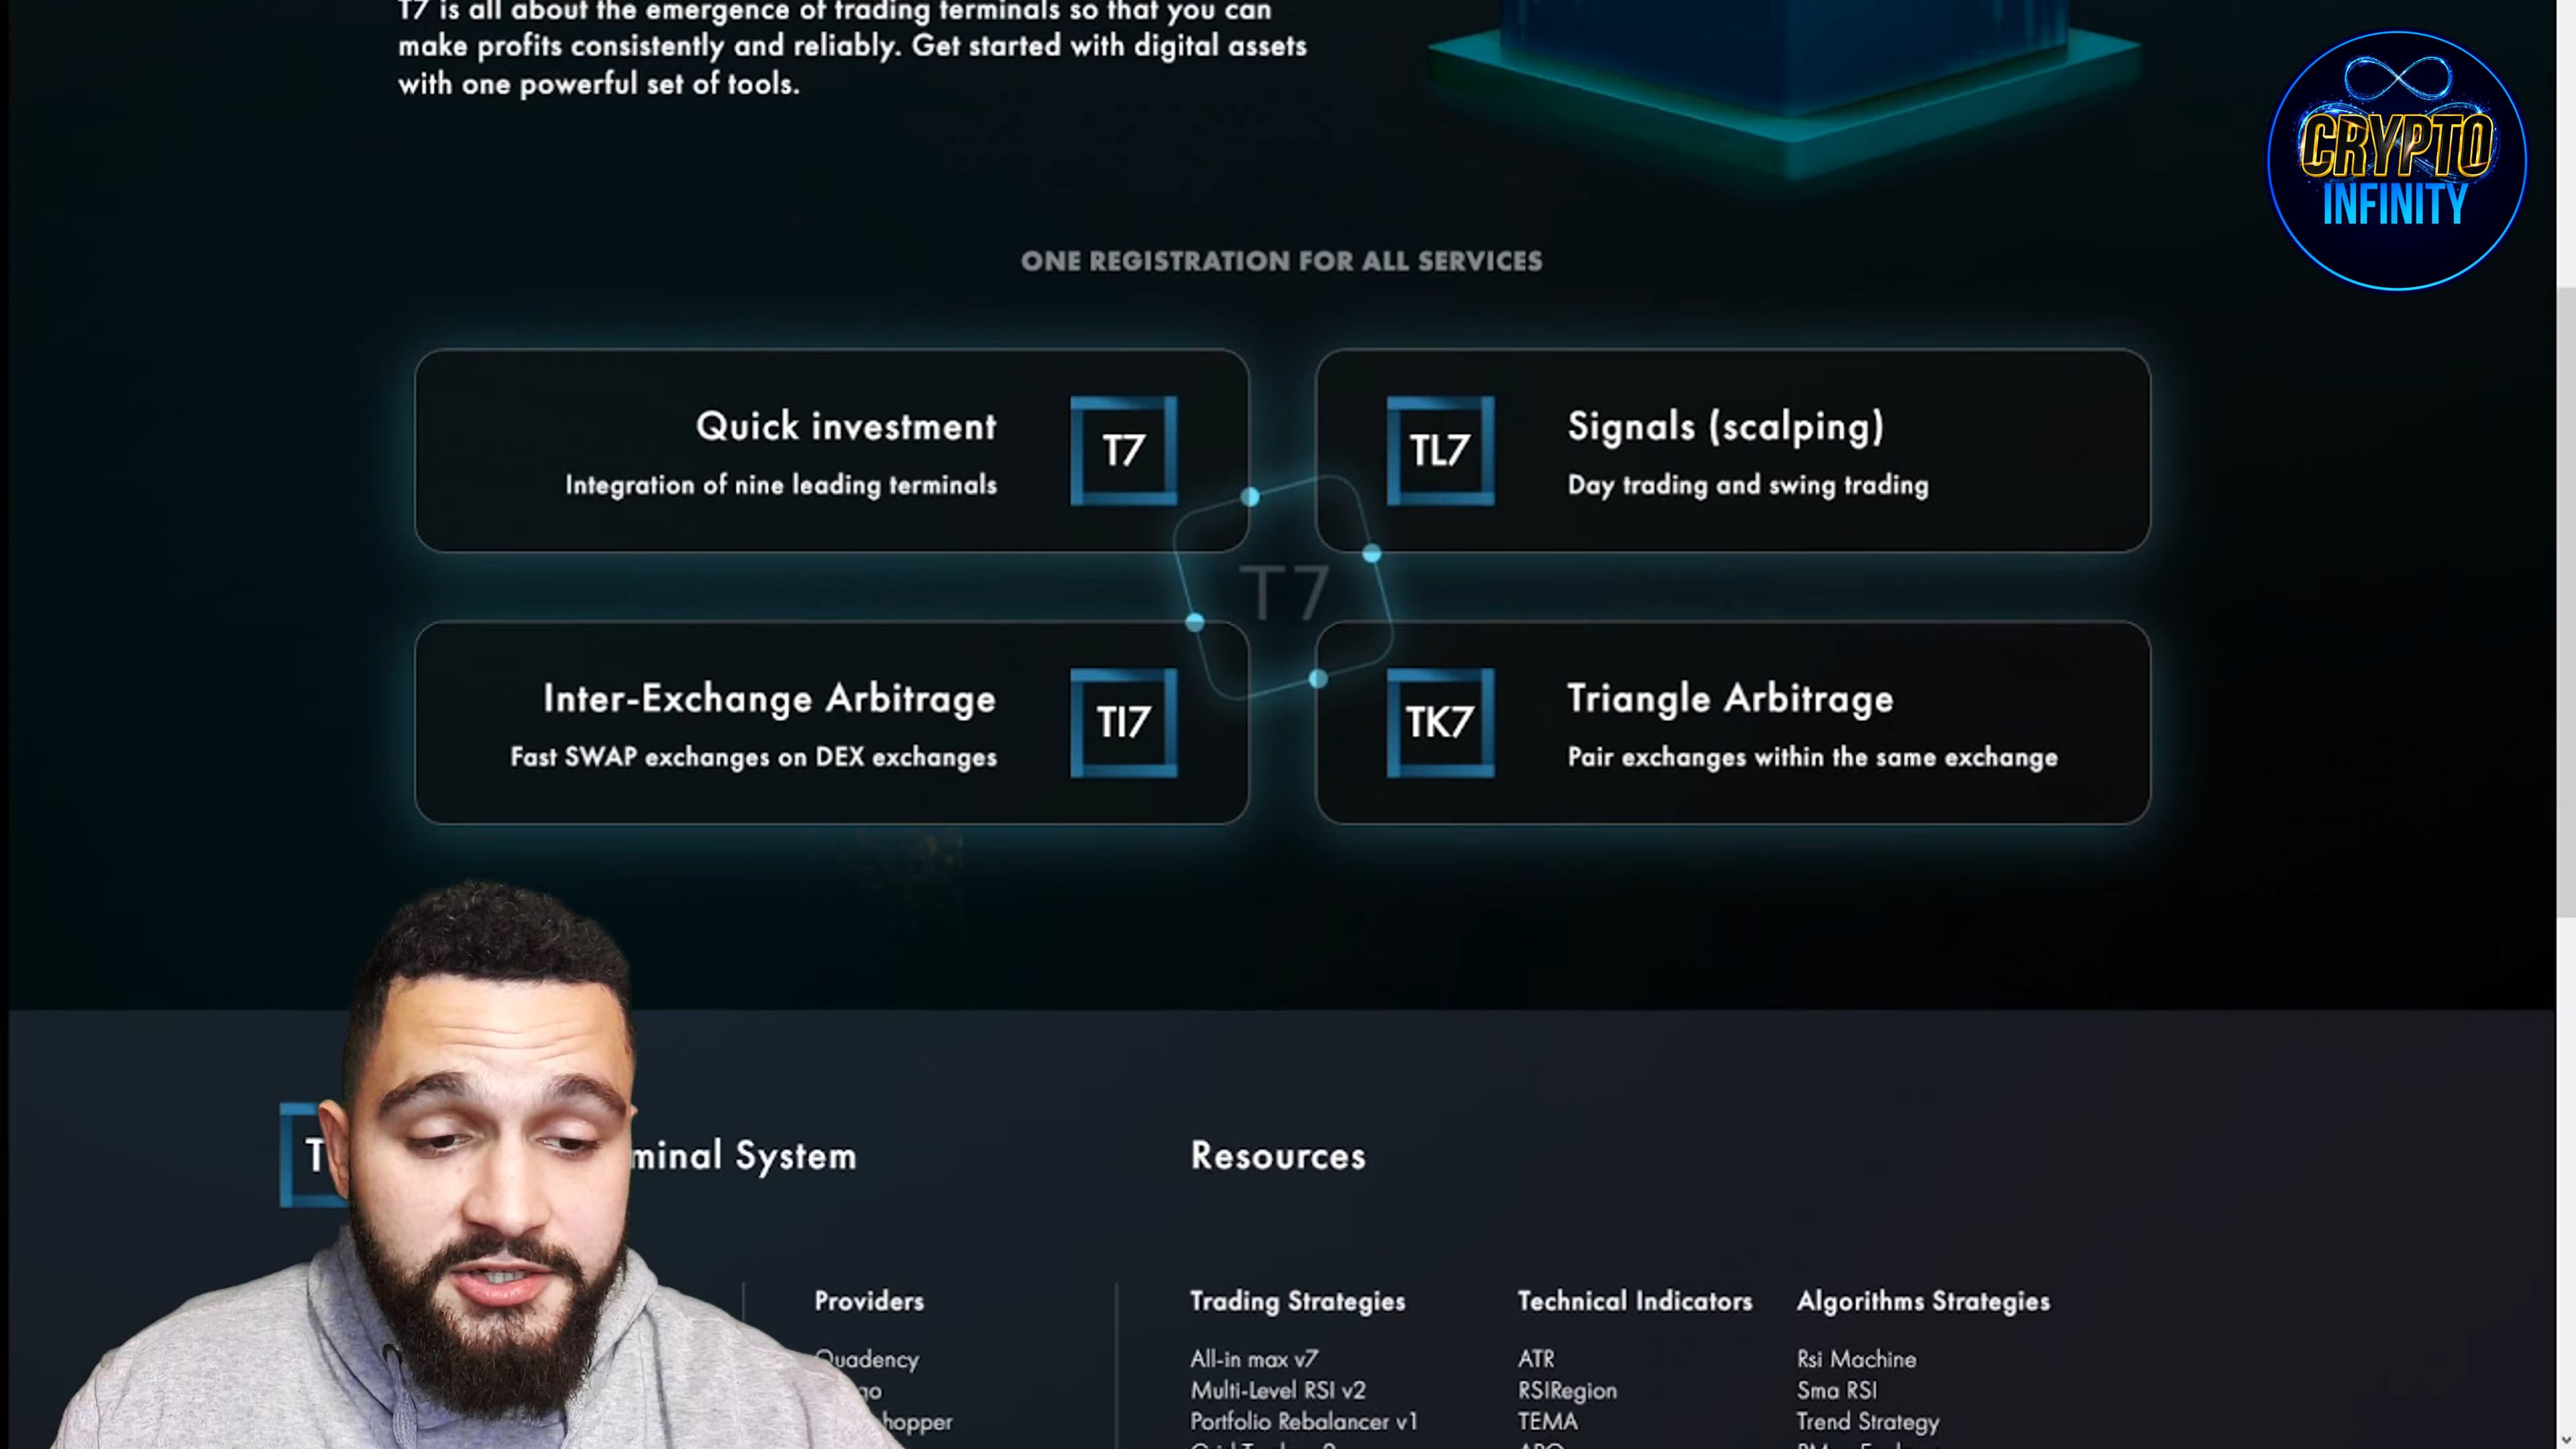 T7 is all about the emergence of trading terminals so that you can
make profits consistently and reliably. Get started with digital assets
with one powerful set of tools.
CRYPTO
INFINITY
ONE REGISTRATION FOR ALL SERVICES
Quick investment
Integration of nine leading terminals
T7
TL7
Signals (scalping)
Day trading and swing trading
T7
Inter-Exchange Arbitrage
Fast SWAP exchanges on DEX exchanges
TI7
TK7
Triangle Arbitrage
Pair exchanges within the same exchange
T
minal System
Resources
Providers
Quadency
go
hopper
Trading Strategies
All-in max v7
Multi-Level RSI v2
Portfolio Rebalancer v1
Technical Indicators
ATR
RSIRegion
TEMA
Algorithms Strategies
Rsi Machine
Sma RSI
Trend Strategy